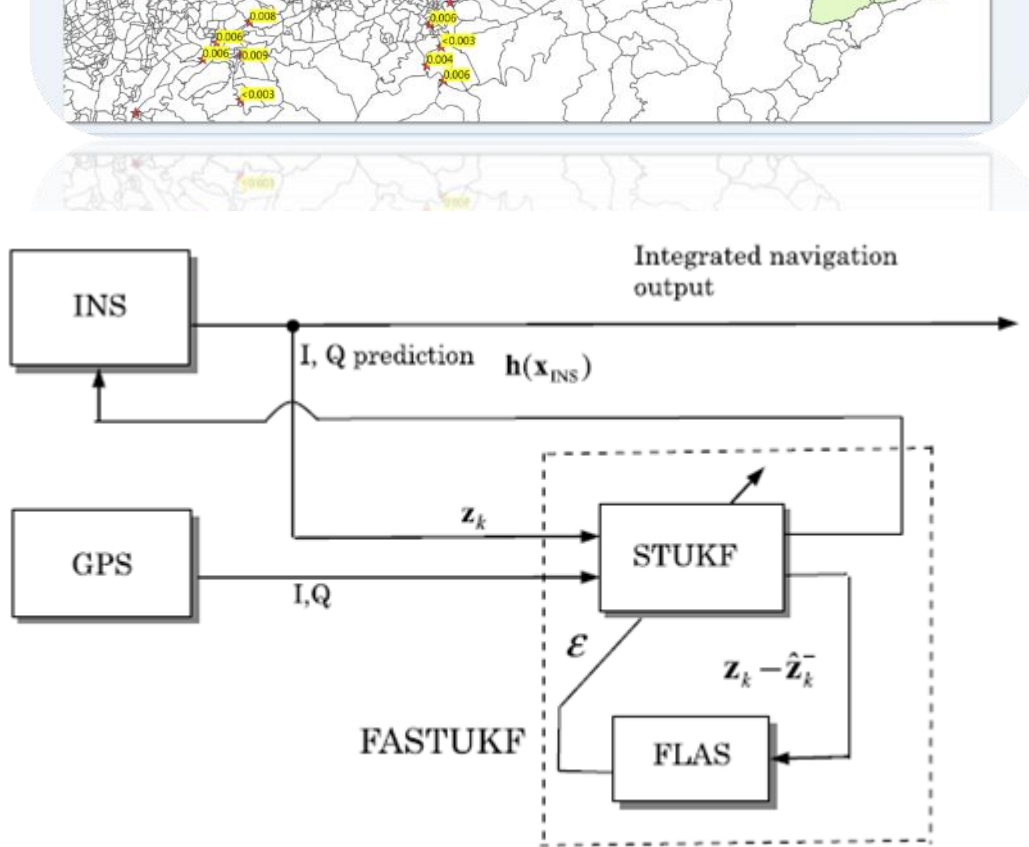 0.008
0.006
0.006
<0.003
0.006
0.009
0.004
0.006
<0.003
Integrated navigation
output
INS
I, Q prediction
h(x_INS)
z_k
GPS
STUKF
I,Q
ε
z_k − ẑ_k^-
FASTUKF
FLAS